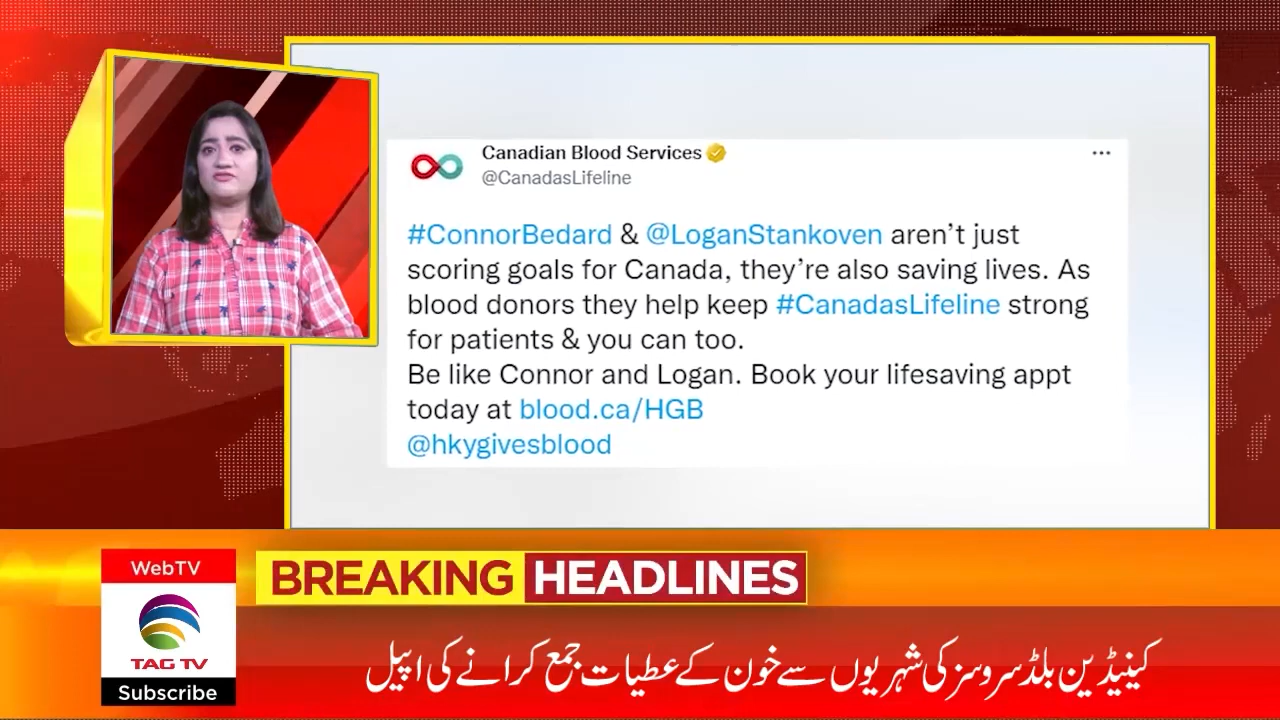 Canadian Blood Services
@CanadasLifeline
#ConnorBedard & @LoganStankoven aren't just
scoring goals for Canada, they're also saving lives. As
blood donors they help keep #CanadasLifeline strong
for patients & you can too.
Be like Connor and Logan. Book your lifesaving appt
today at blood.ca/HGB
@hkygivesblood
WebTV
TAG TV
Subscribe
BREAKING HEADLINES
کینیڈین بلڈ سروسز کی شہریوں سے خون کے عطیات جمع کرانے کی اپیل